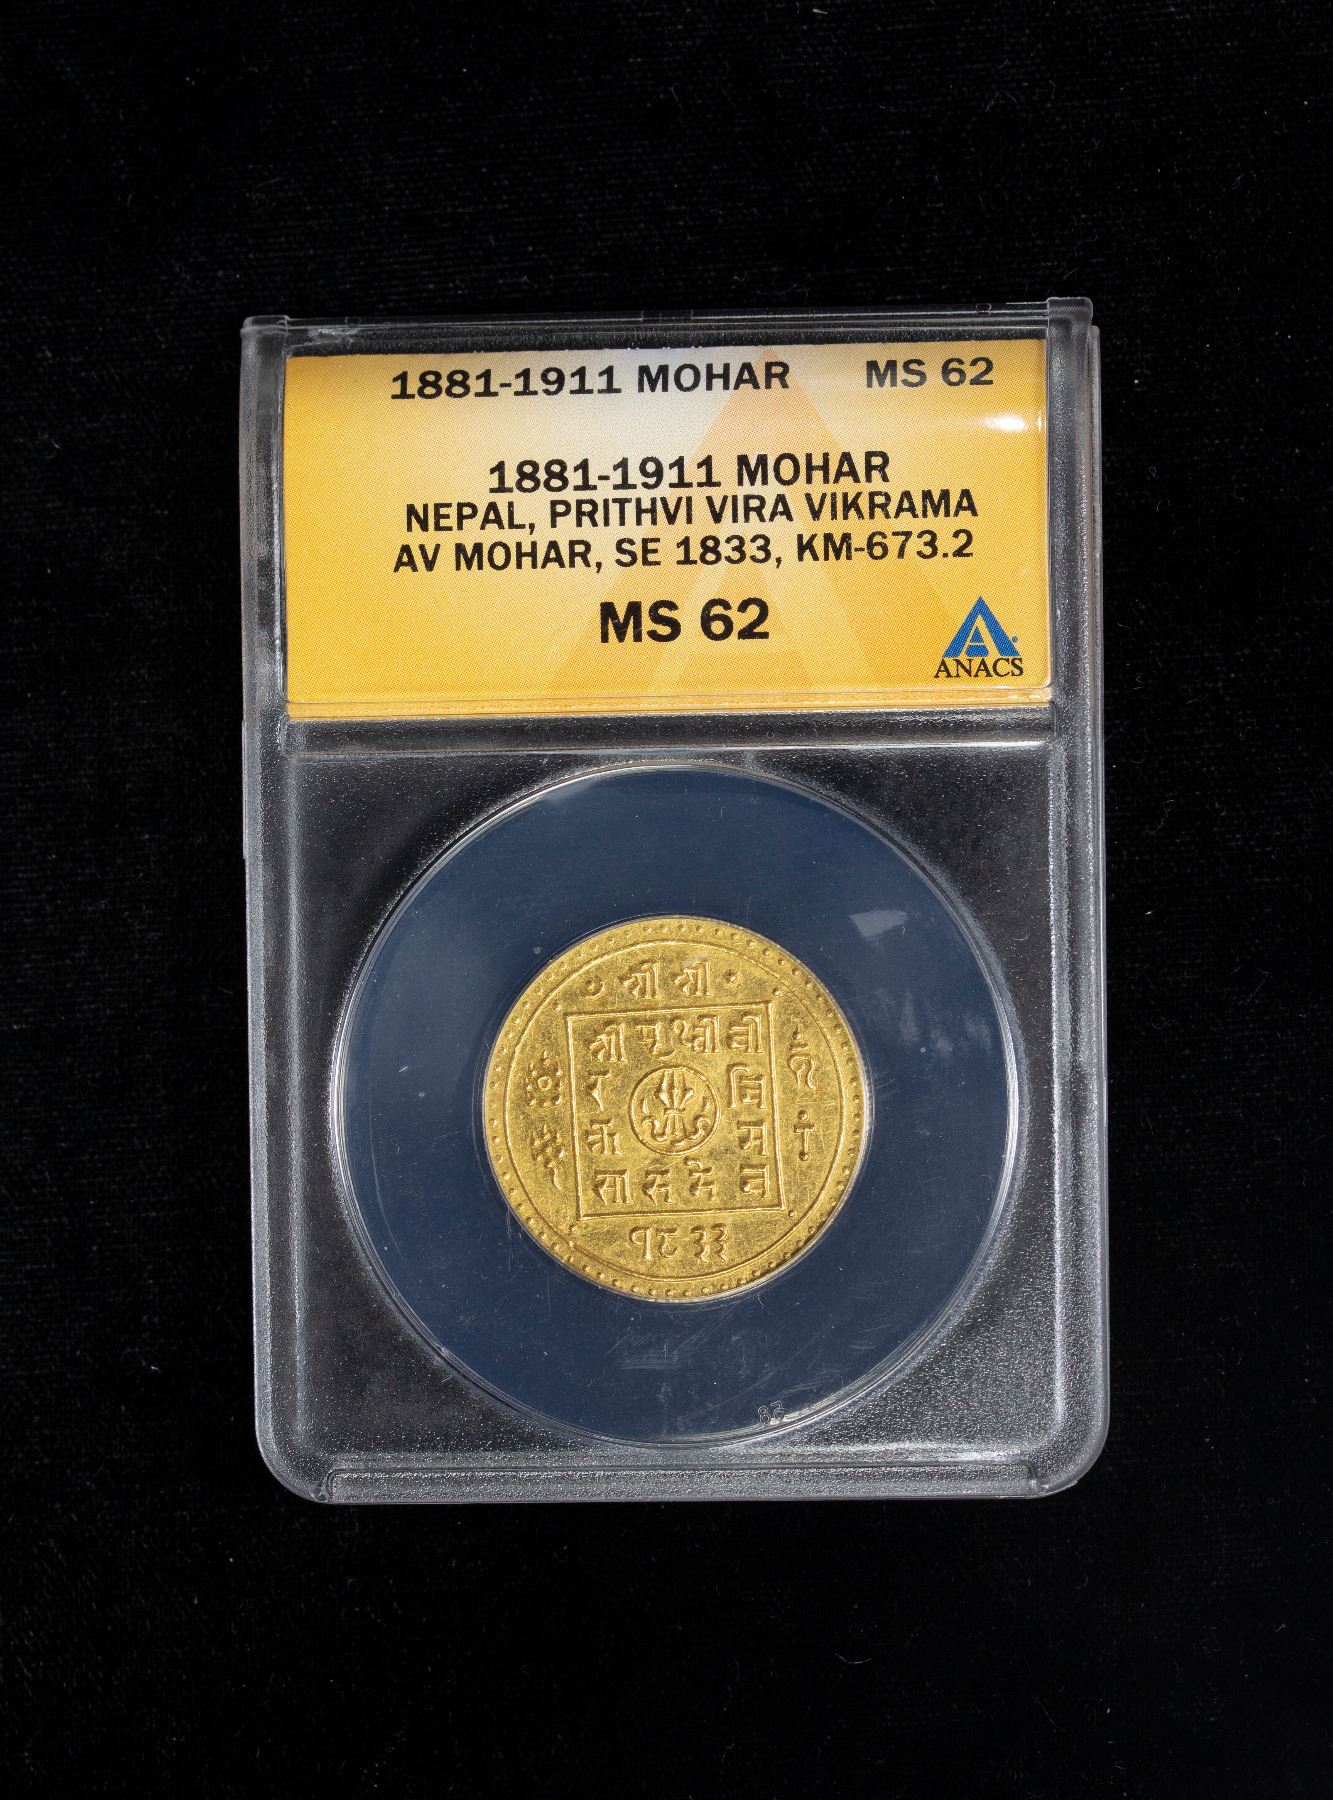 1881-1911 MOHAR MS 62
1881-1911 MOHAR
NEPAL, PRITHVI VIRA VIKRAMA
AV MOHAR, SE 1833, KM-673.2
MS 62
ANACS
श्री श्री
श्री पृथ्वी वी
र वि
क्र म
सा ह दे व
१८३३